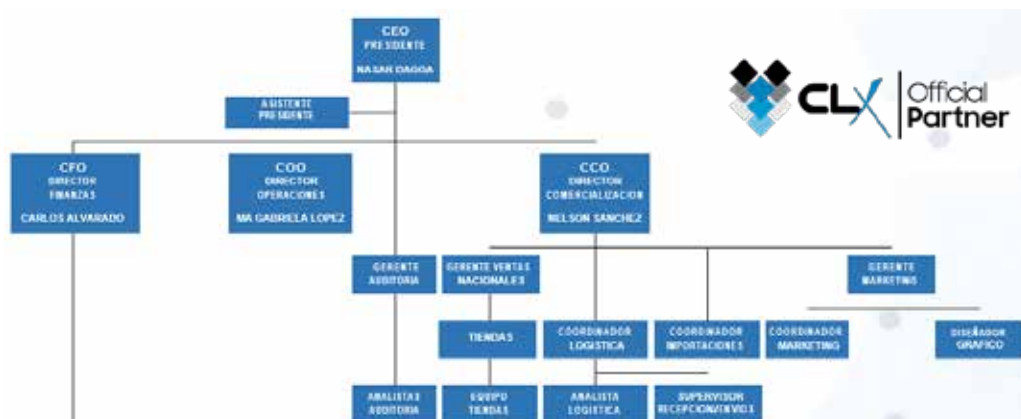 CEO
PRESIDENTE
NASAR DAGGA
ASISTENTE
PRESIDENTE
CLX
Official
Partner
CFO
DIRECTOR
FINANZAS
CARLOS ALVARADO
COO
DIRECTOR
OPERACIONES
MA GABRIELA LOPEZ
CCO
DIRECTOR
COMERCIALIZACION
NELSON SANCHEZ
GERENTE
AUDITORIA
GERENTE VENTAS
NACIONALES
GERENTE
MARKETING
TIENDAS
COORDINADOR
LOGISTICA
COORDINADOR
IMPORTACIONES
COORDINADOR
MARKETING
DISEÑADOR
GRAFICO
ANALISTAS
AUDITORIA
EQUIPO
TIENDAS
ANALISTA
LOGISTICA
SUPERVISOR
RECEPCION/ENVIOS